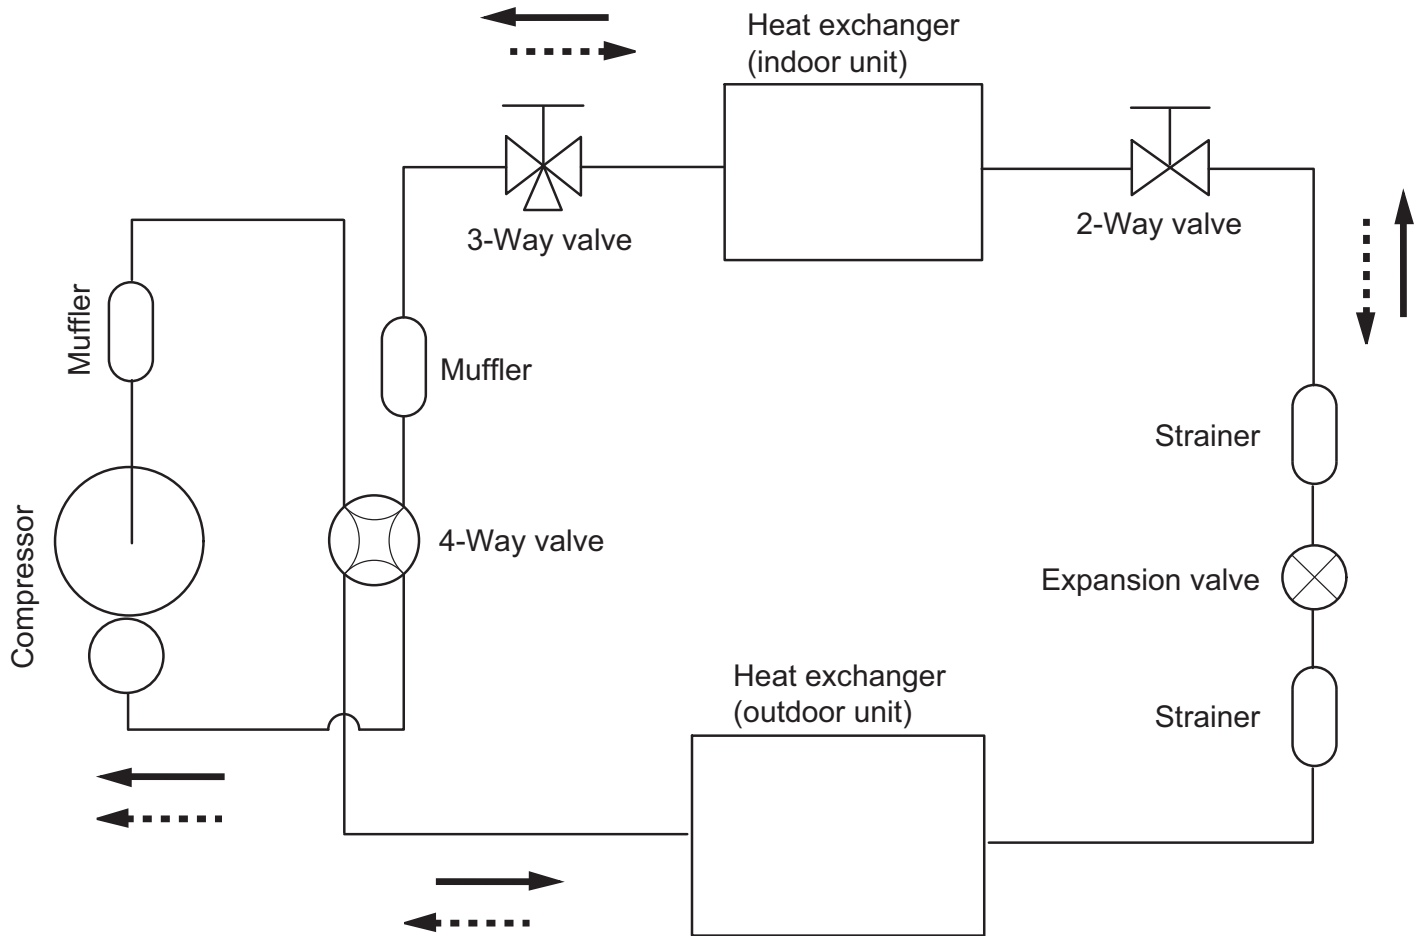 Heat exchanger
(indoor unit)
3-Way valve
2-Way valve
Muffler
Muffler
Strainer
Compressor
4-Way valve
Expansion valve
Heat exchanger
(outdoor unit)
Strainer